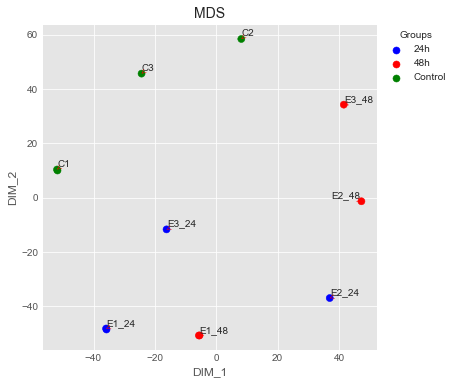 MDS
Groups
24h
48h
Control
C2
C3
E3_48
C1
E2_48
E3_24
E2_24
E1_24
E1_48
60
40
20
0
−20
−40
DIM_2
−40
−20
0
20
40
DIM_1